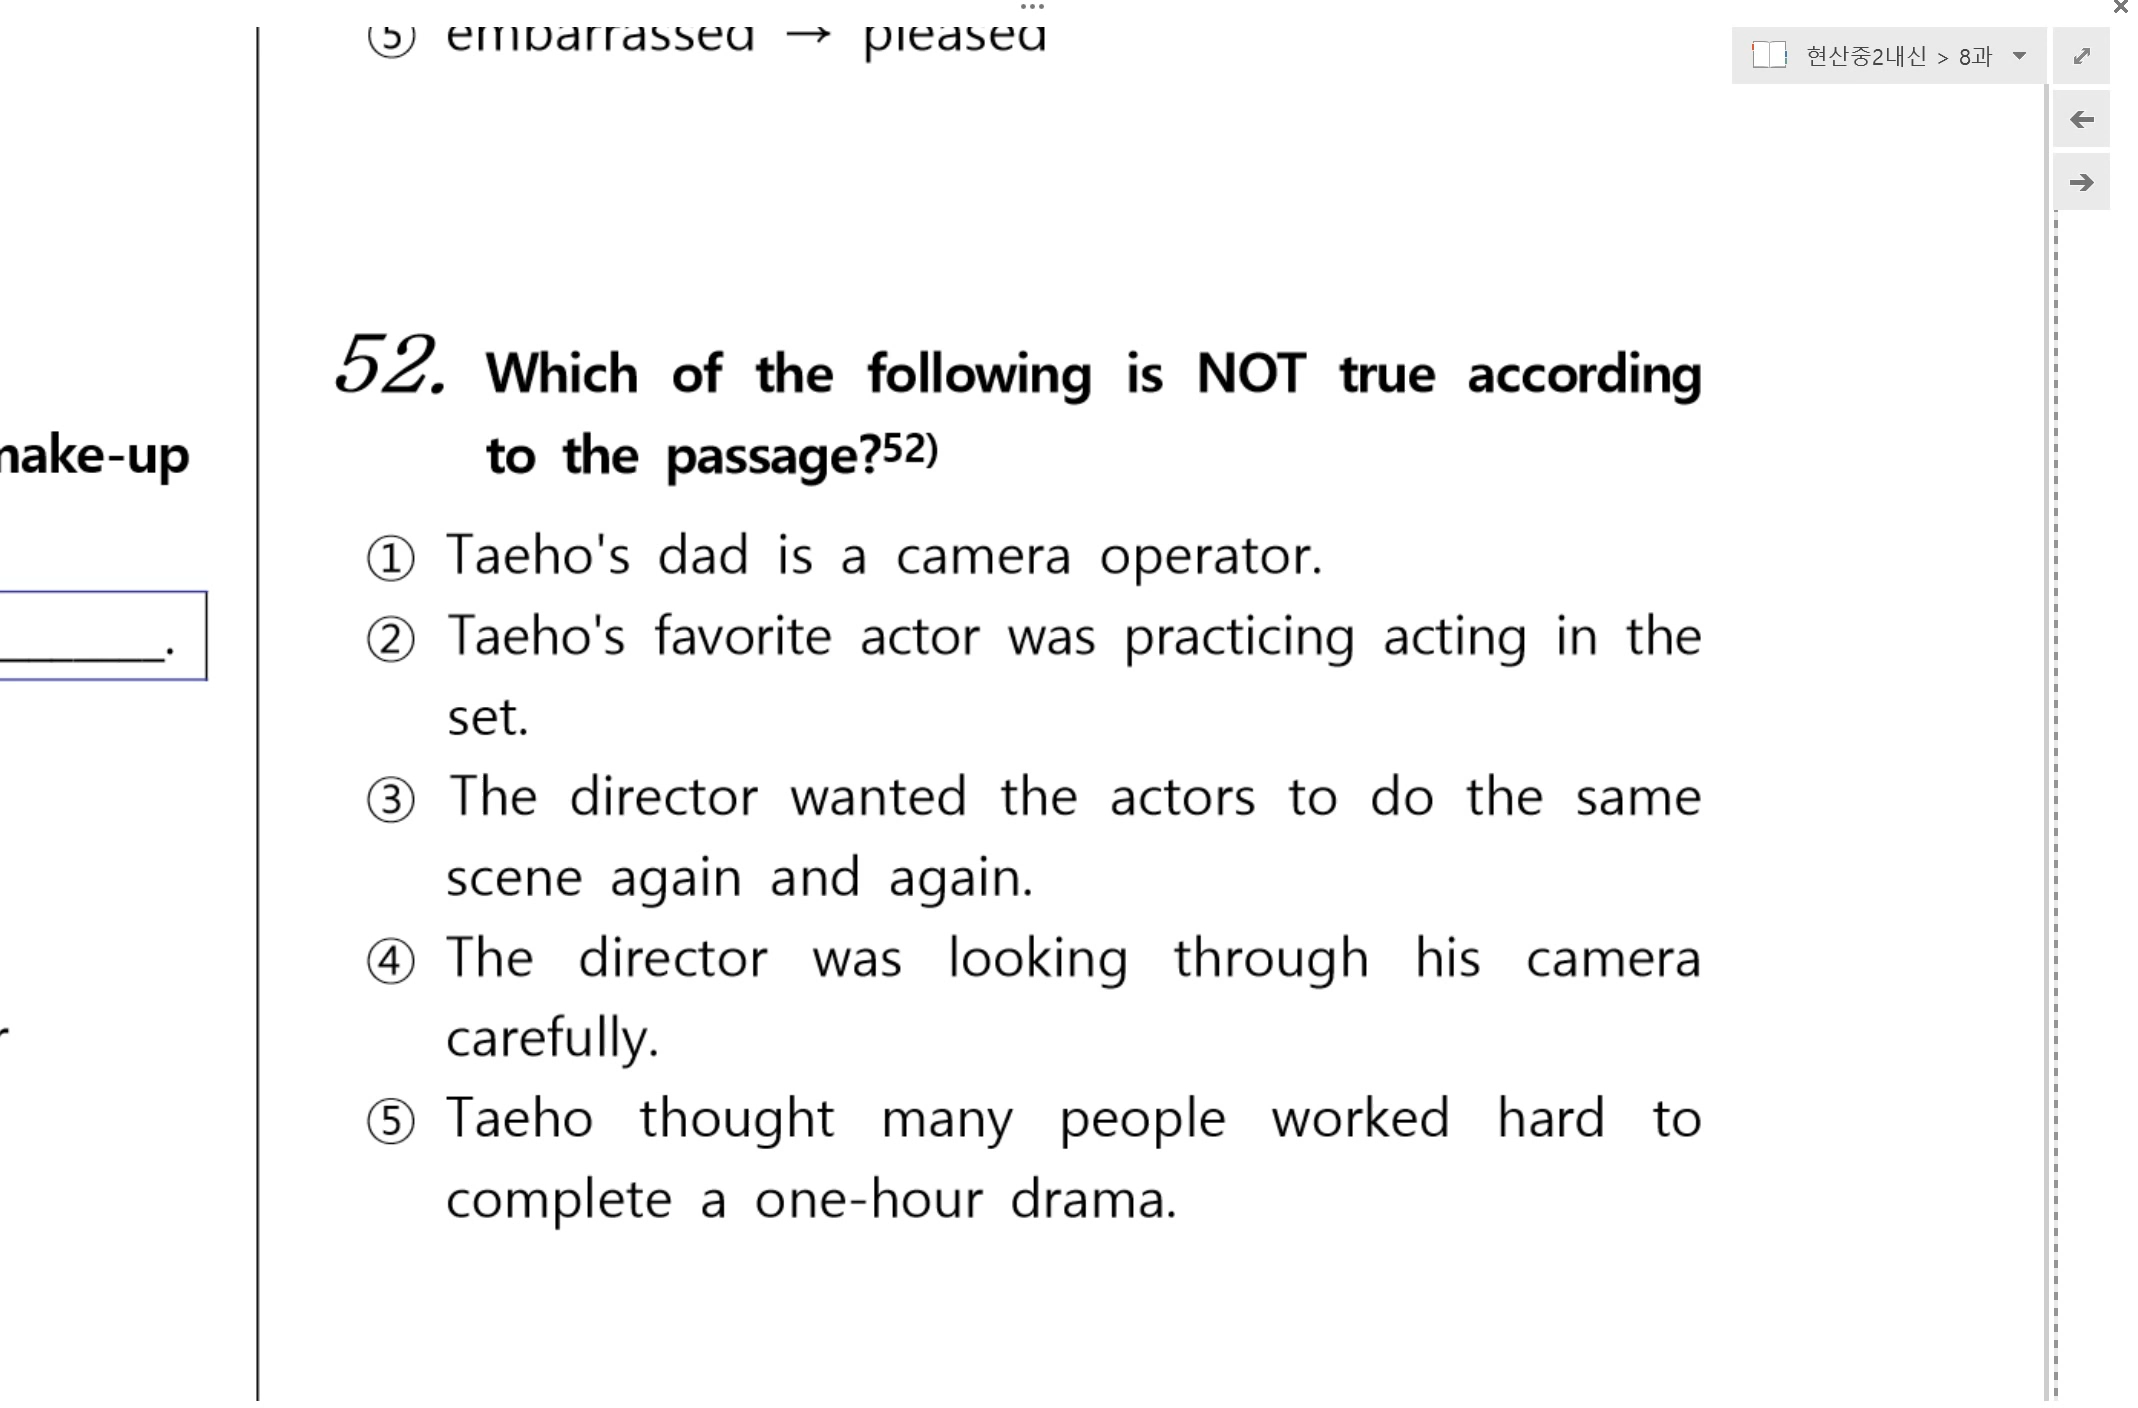 ⑤ embarrassed → pleased
현산중2내신 > 8과
52. Which of the following is NOT true according
to the passage?52)
make-up
① Taeho's dad is a camera operator.
② Taeho's favorite actor was practicing acting in the
set.
③ The director wanted the actors to do the same
scene again and again.
④ The director was looking through his camera
carefully.
⑤ Taeho thought many people worked hard to
complete a one-hour drama.